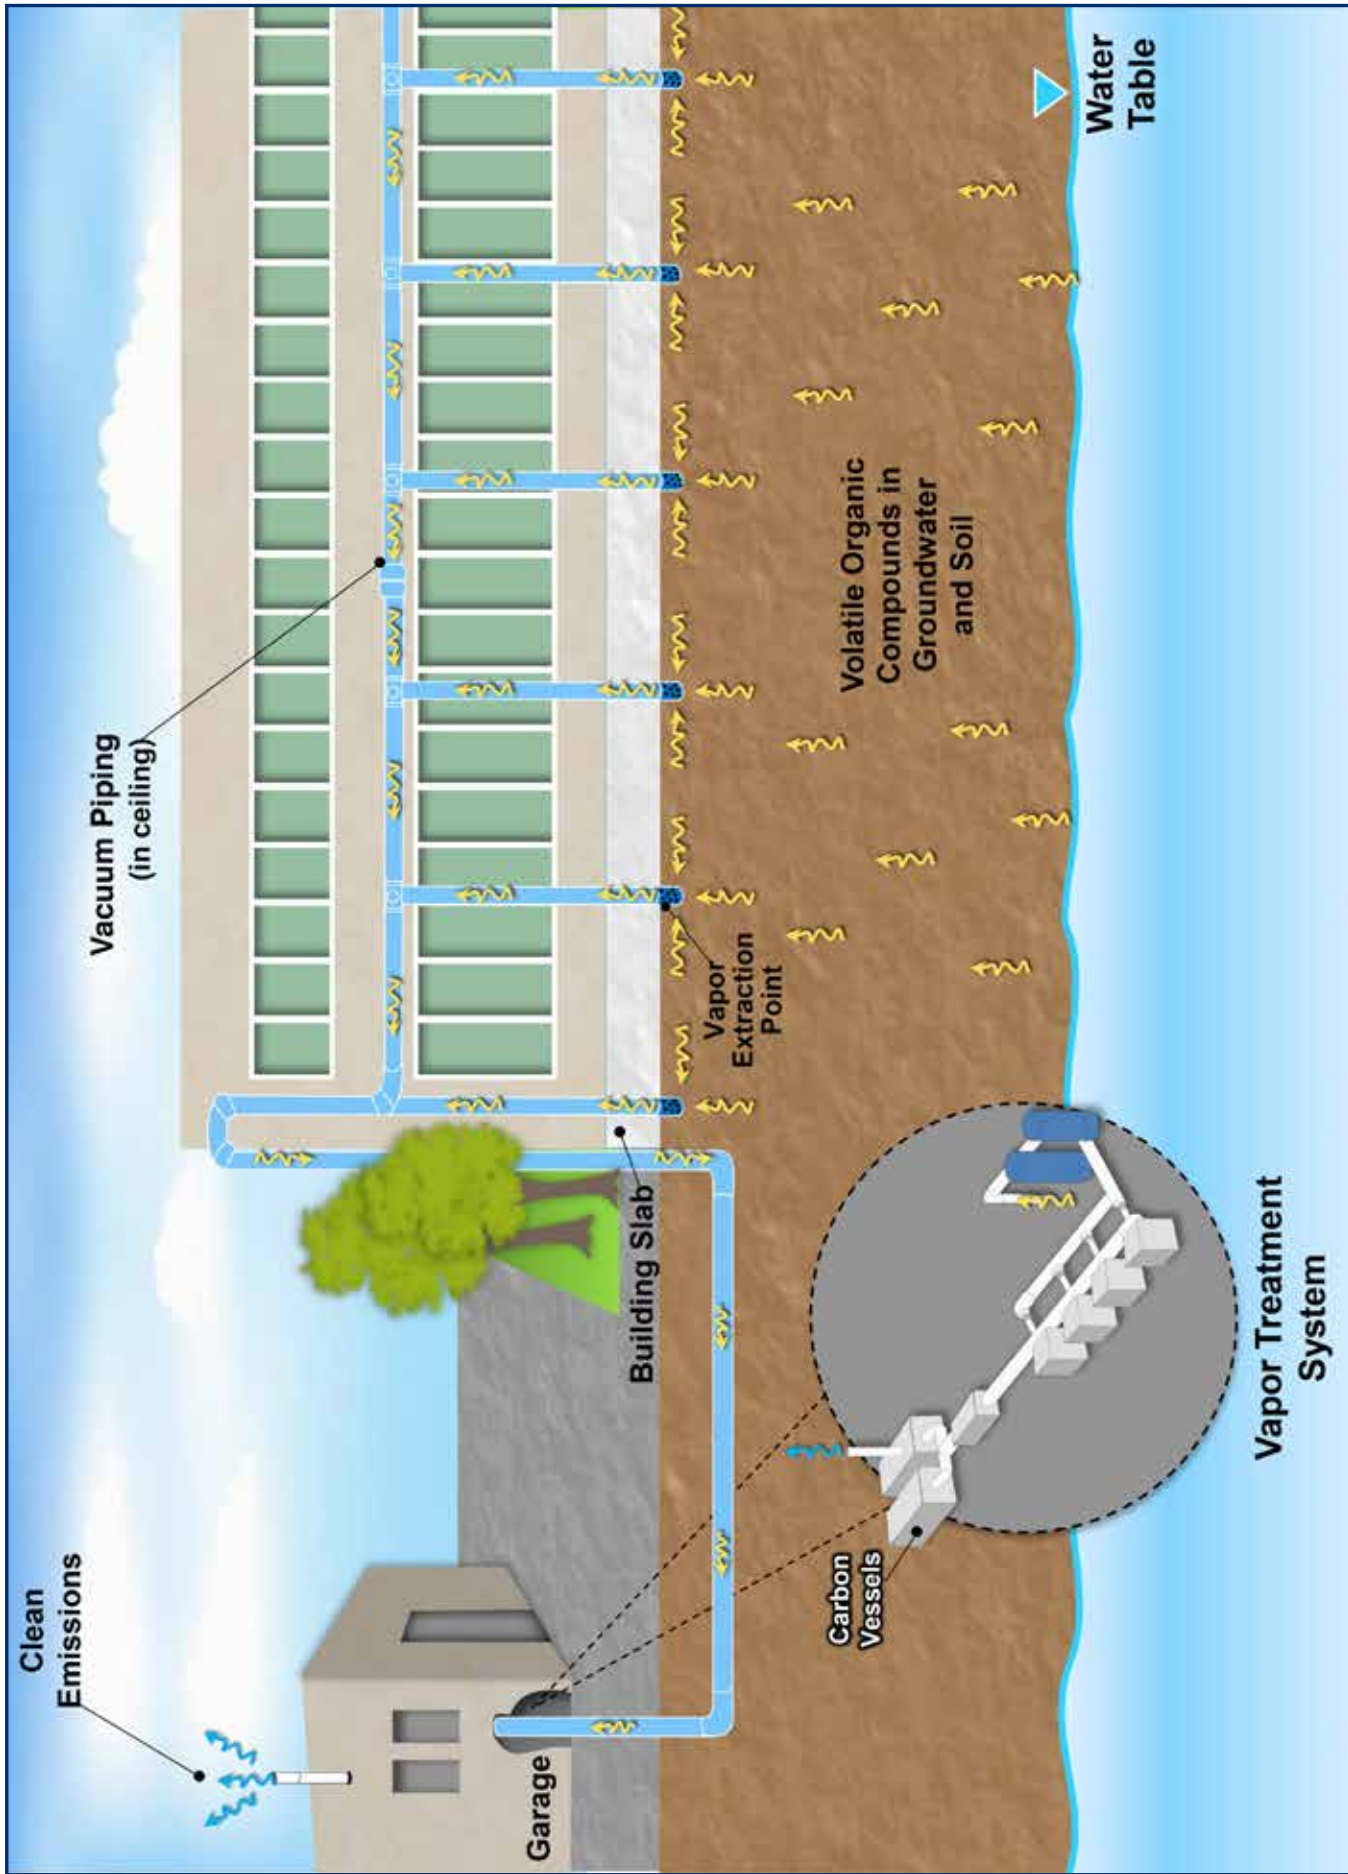 Clean
Emissions
Vacuum Piping
(in ceiling)
Garage
Building Slab
Vapor
Extraction
Point
Volatile Organic
Compounds in
Groundwater
and Soil
Carbon
Vessels
Water
Table
Vapor Treatment
System